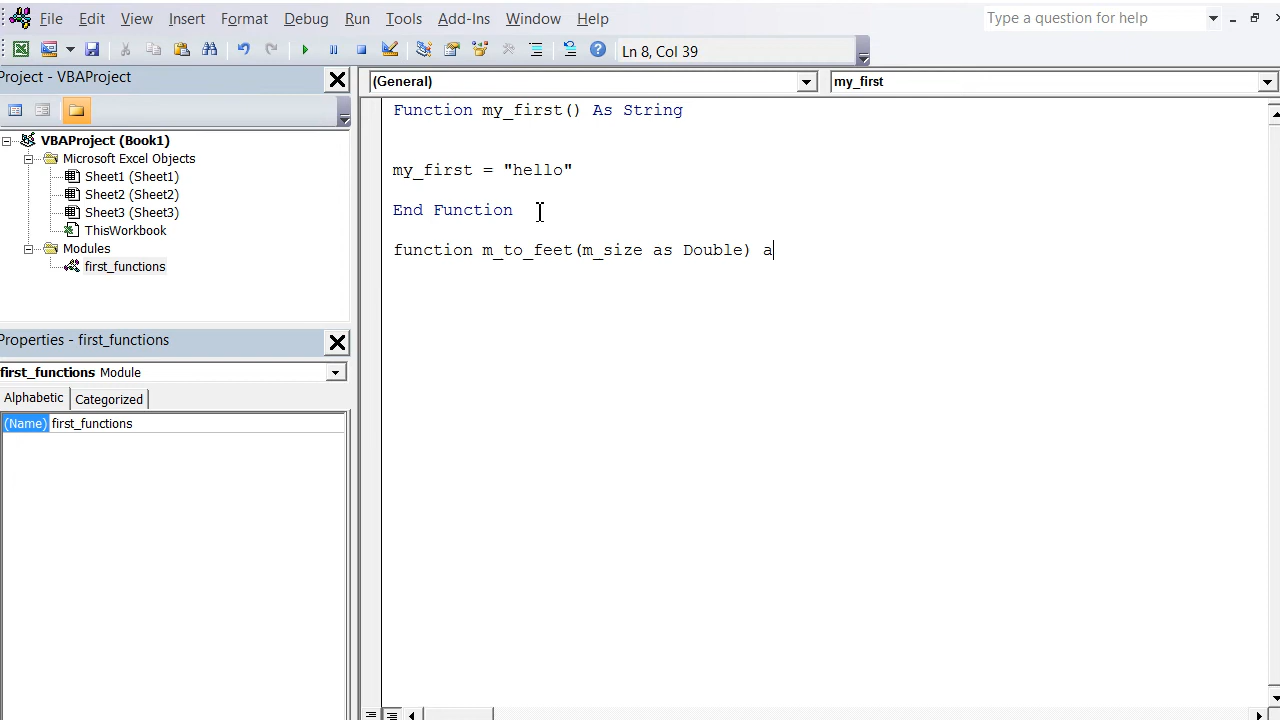 File Edit View Insert Format Debug Run Tools Add-Ins Window Help Type a question for help
Ln 8, Col 39
Project - VBAProject
(General) my_first
VBAProject (Book1)
Microsoft Excel Objects
Sheet1 (Sheet1)
Sheet2 (Sheet2)
Sheet3 (Sheet3)
ThisWorkbook
Modules
first_functions
Properties - first_functions
first_functions Module
Alphabetic Categorized
(Name) first_functions
Function my_first() As String
my_first = "hello"
End Function
function m_to_feet(m_size as Double) a